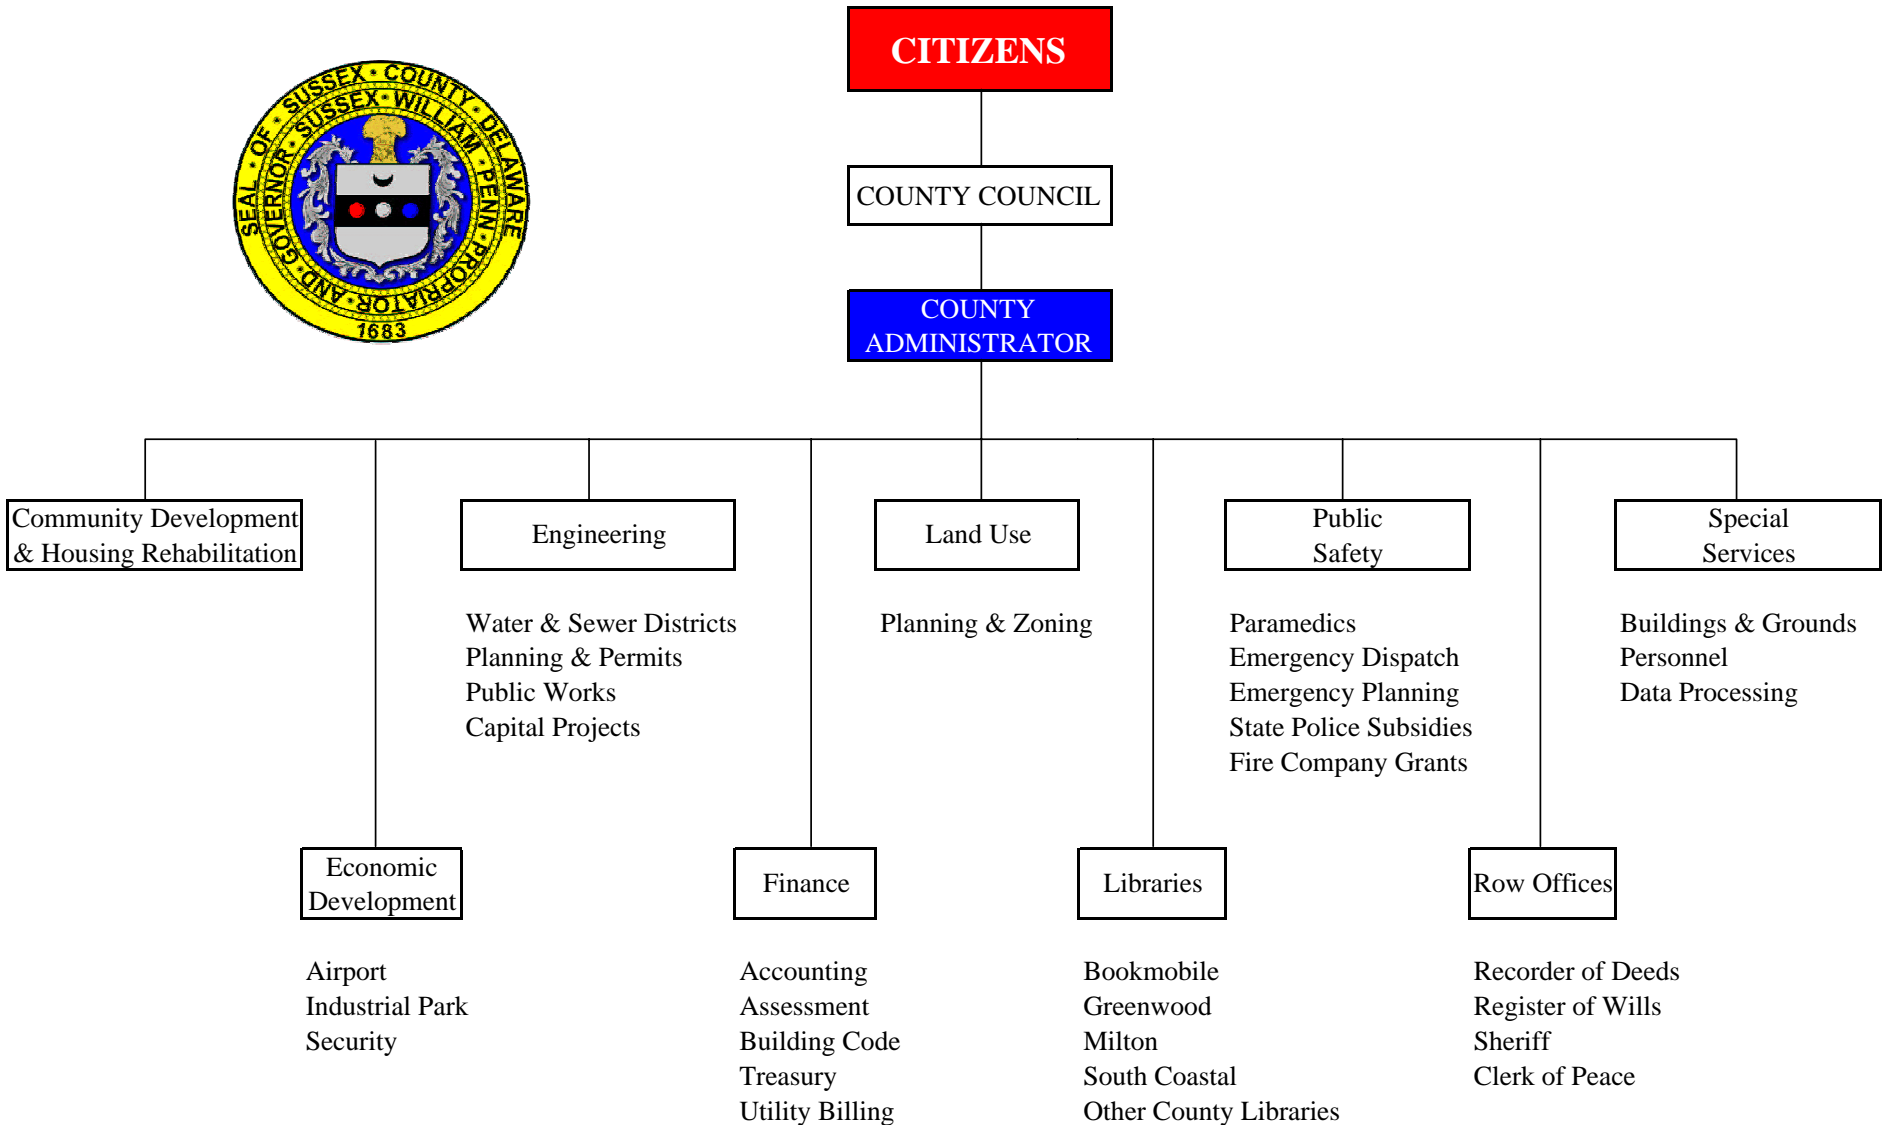 CITIZENS
SEAL · OF · SUSSEX · COUNTY · DELAWARE
WILLIAM · PENN · PROPRIATOR · AND · GOVERNOR · SUSSEX
1683
COUNTY COUNCIL
COUNTY
ADMINISTRATOR
Community Development
& Housing Rehabilitation
Engineering
Water & Sewer Districts
Planning & Permits
Public Works
Capital Projects
Land Use
Planning & Zoning
Public
Safety
Paramedics
Emergency Dispatch
Emergency Planning
State Police Subsidies
Fire Company Grants
Special
Services
Buildings & Grounds
Personnel
Data Processing
Economic
Development
Airport
Industrial Park
Security
Finance
Accounting
Assessment
Building Code
Treasury
Utility Billing
Libraries
Bookmobile
Greenwood
Milton
South Coastal
Other County Libraries
Row Offices
Recorder of Deeds
Register of Wills
Sheriff
Clerk of Peace